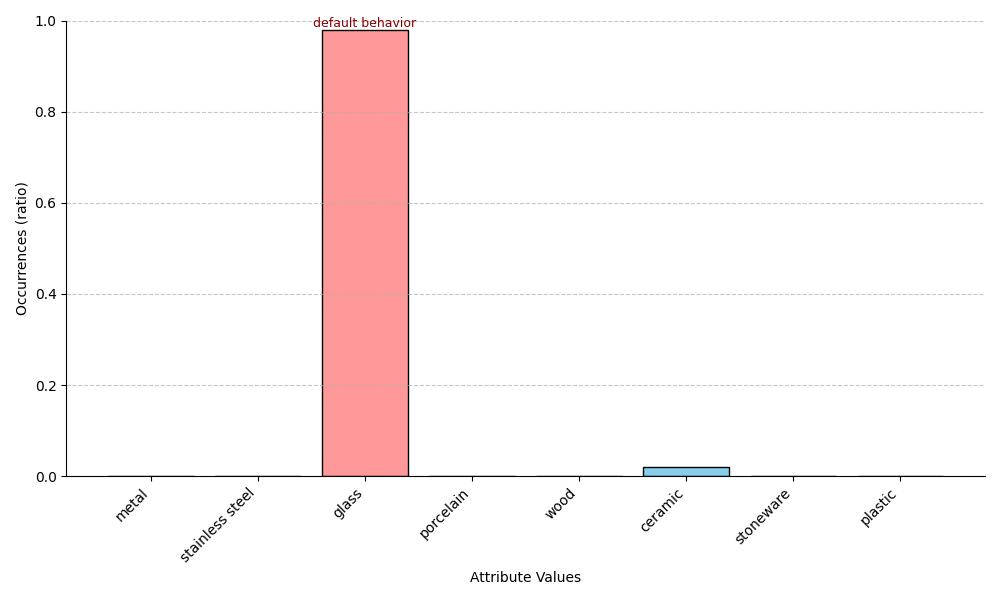 default behavior
1.0
0.8
0.6
0.4
0.2
0.0
Occurrences (ratio)
metal
stainless steel
glass
porcelain
wood
ceramic
stoneware
plastic
Attribute Values